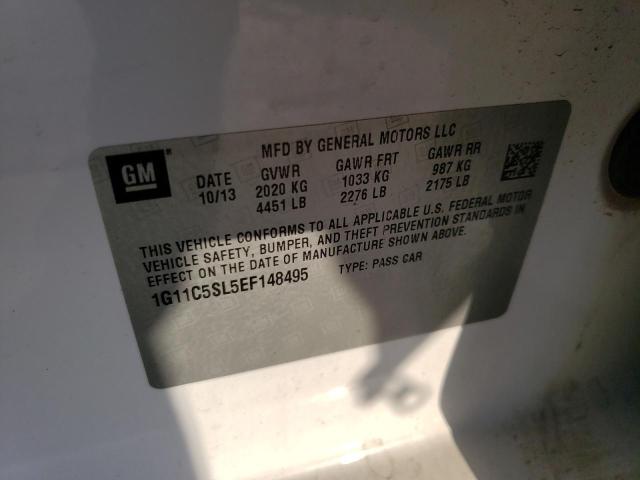 MFD BY GENERAL MOTORS LLC
GM
DATE GVWR GAWR FRT GAWR RR
10/13 2020 KG 1033 KG 987 KG
4451 LB 2276 LB 2175 LB
THIS VEHICLE CONFORMS TO ALL APPLICABLE U.S. FEDERAL MOTOR
VEHICLE SAFETY, BUMPER, AND THEFT PREVENTION STANDARDS IN
EFFECT ON THE DATE OF MANUFACTURE SHOWN ABOVE.
1G11C5SL5EF148495 TYPE: PASS CAR